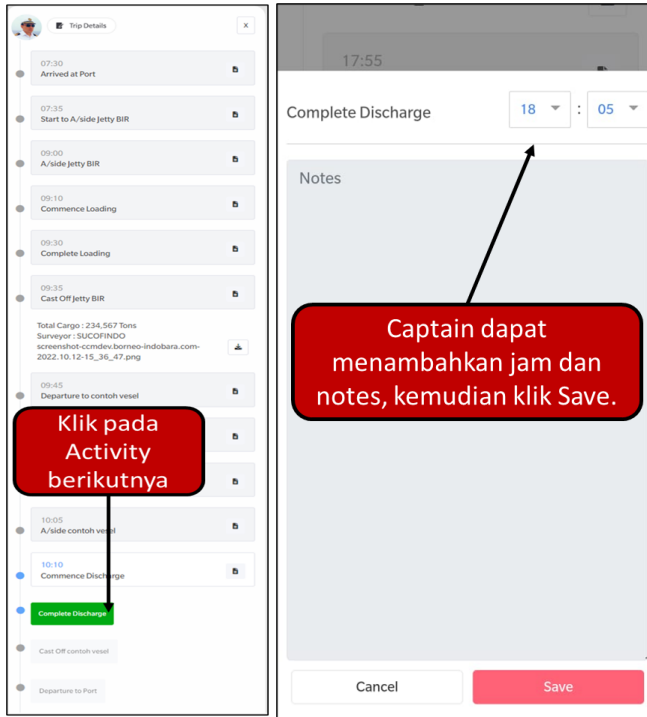 Trip Details
X
07:30
Arrived at Port
07:35
Start to A/side Jetty BIR
09:00
A/side Jetty BIR
09:10
Commence Loading
09:30
Complete Loading
09:35
Cast Off Jetty BIR
Total Cargo : 234,567 Tons
Surveyor : SUCOFINDO
screenshot-ccmdev.borneo-indobara.com-
2022.10.12-15_36_47.png
09:45
Departure to contoh vesel
Klik pada
Activity
berikutnya
10:05
A/side contoh vesel
10:10
Commence Discharge
Complete Discharge
Cast Off contoh vesel
Departure to Port
17:55
Complete Discharge
18 : 05
Notes
Captain dapat
menambahkan jam dan
notes, kemudian klik Save.
Cancel
Save